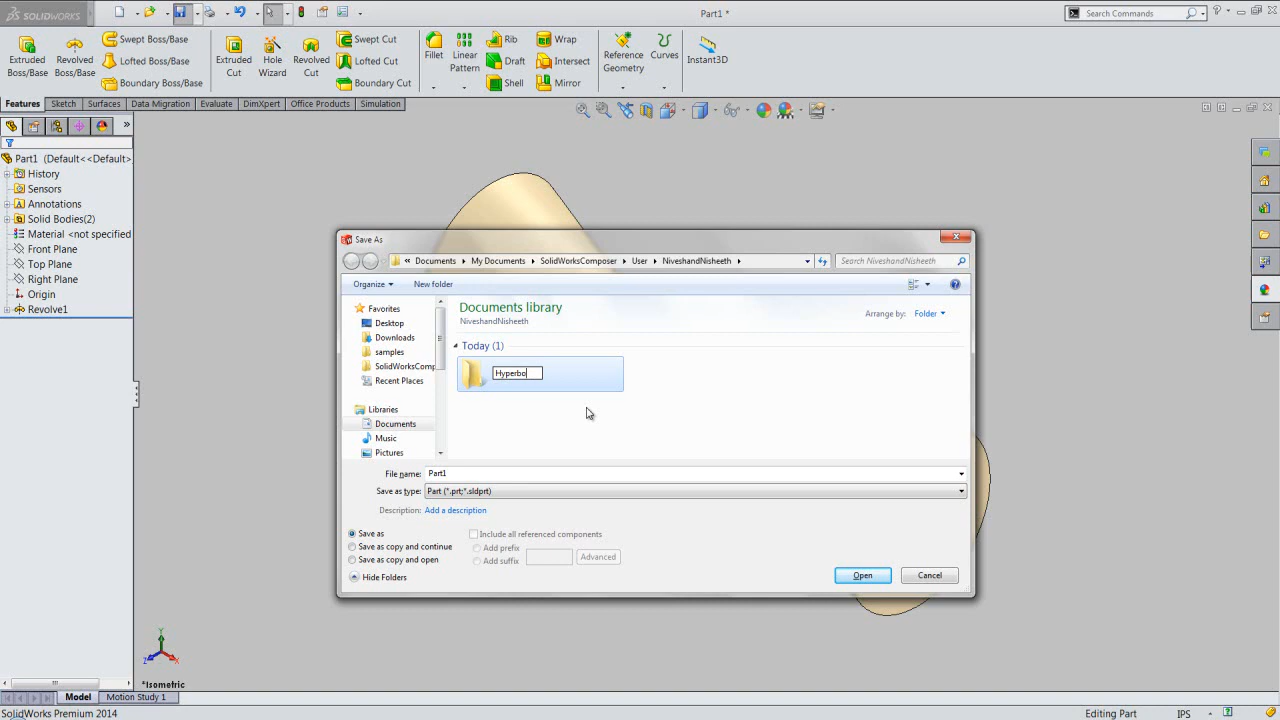 SOLIDWORKS
Part1 *
Search Commands
Extruded Boss/Base
Revolved Boss/Base
Swept Boss/Base
Lofted Boss/Base
Boundary Boss/Base
Extruded Cut
Hole Wizard
Revolved Cut
Swept Cut
Lofted Cut
Boundary Cut
Fillet
Linear Pattern
Rib
Draft
Shell
Wrap
Intersect
Mirror
Reference Geometry
Curves
Instant3D
Features Sketch Surfaces Data Migration Evaluate DimXpert Office Products Simulation
Part1 (Default<<Default>
History
Sensors
Annotations
Solid Bodies(2)
Material <not specified
Front Plane
Top Plane
Right Plane
Origin
Revolve1
Save As
« Documents My Documents SolidWorksComposer User NiveshandNisheeth
Search NiveshandNisheeth
Organize New folder
Favorites
Desktop
Downloads
samples
SolidWorksComp
Recent Places
Libraries
Documents
Music
Pictures
Documents library
NiveshandNisheeth
Arrange by: Folder
Today (1)
Hyperbo
File name: Part1
Save as type: Part (*.prt;*.sldprt)
Description: Add a description
Save as
Save as copy and continue
Save as copy and open
Include all referenced components
Add prefix
Add suffix
Advanced
Hide Folders
Open
Cancel
Y
Z X
*Isometric
Model Motion Study 1
SolidWorks Premium 2014
Editing Part IPS